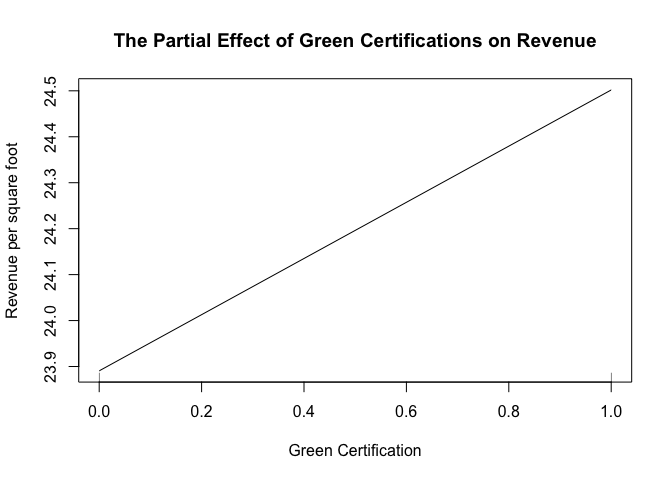 The Partial Effect of Green Certifications on Revenue
Revenue per square foot
24.5
24.4
24.3
24.2
24.1
24.0
23.9
0.0 0.2 0.4 0.6 0.8 1.0
Green Certification